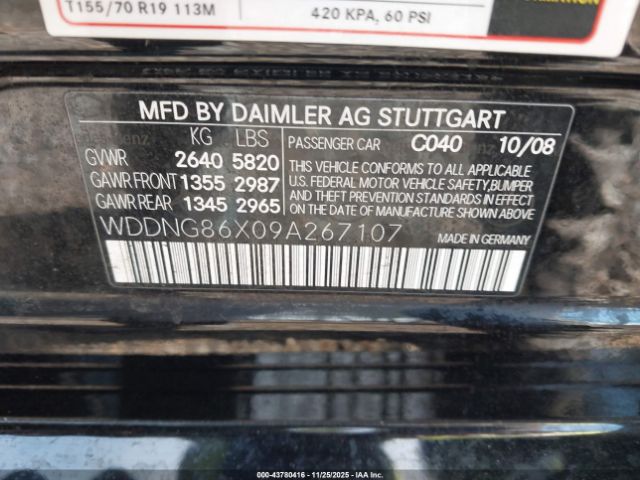 T155/70 R19 113M
420 KPA, 60 PSI
MFD BY DAIMLER AG STUTTGART
KG LBS
GVWR 2640 5820
GAWR FRONT 1355 2987
GAWR REAR 1345 2965
PASSENGER CAR C040 10/08
THIS VEHICLE CONFORMS TO ALL APPLICABLE
U.S. FEDERAL MOTOR VEHICLE SAFETY, BUMPER
AND THEFT PREVENTION STANDARDS IN
EFFECT ON THE DATE OF MANUFACTURE
SHOWN ABOVE.
WDDNG86X09A267107
MADE IN GERMANY
000-43780416 - 11/25/2025 - IAAI